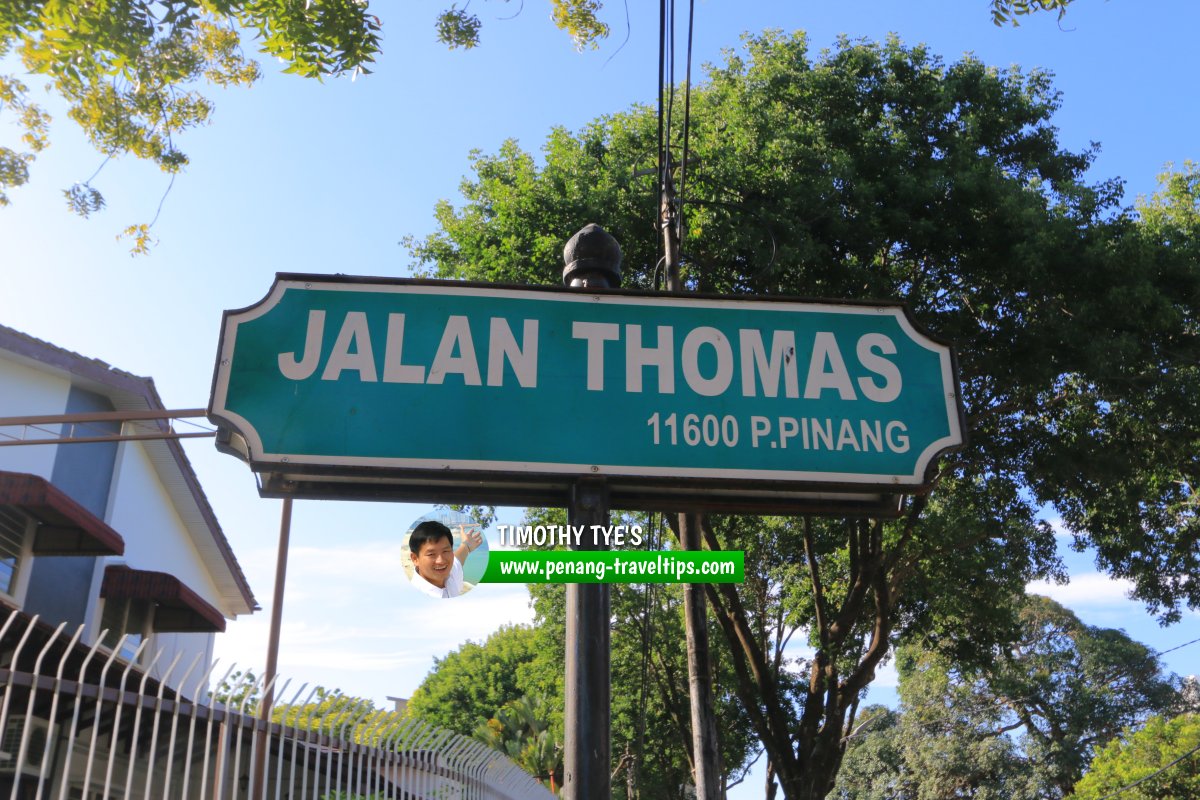 JALAN THOMAS
11600 P.PINANG
TIMOTHY TYE'S
www.penang-traveltips.com